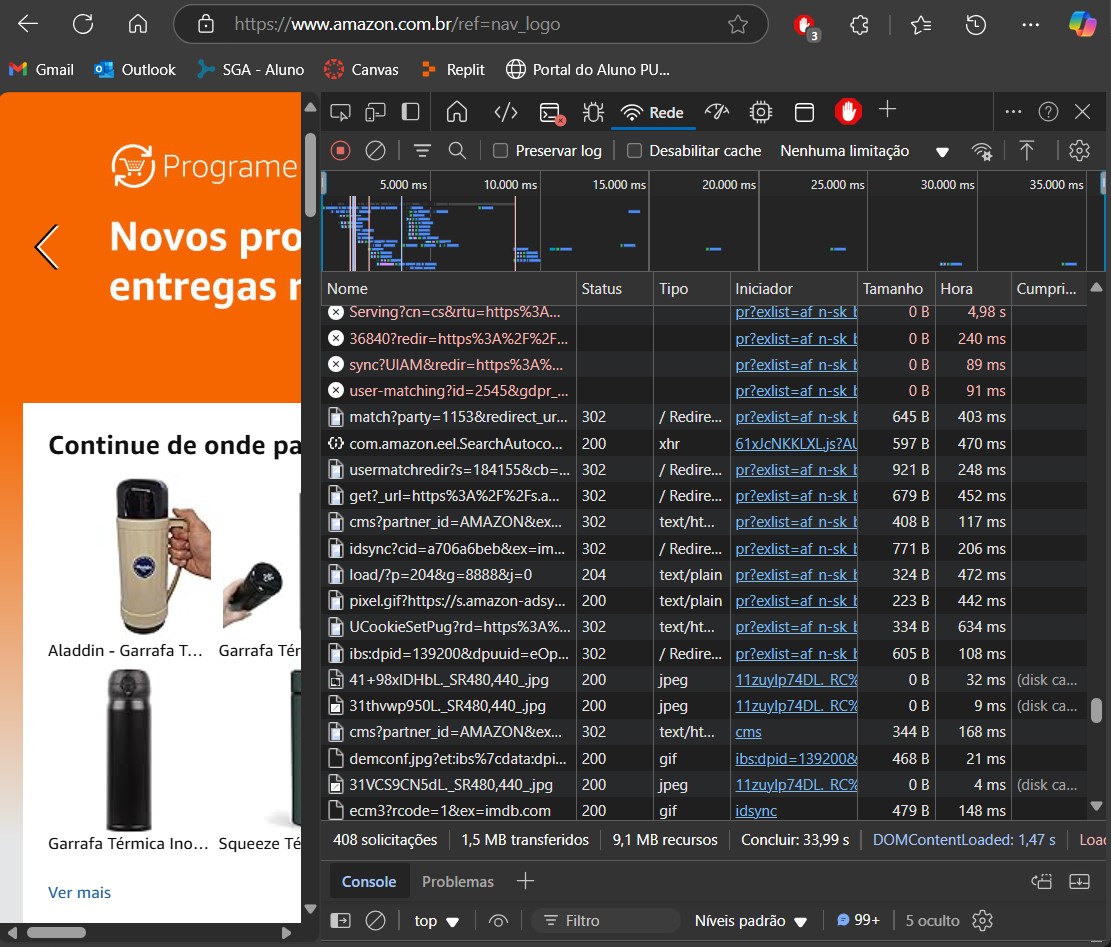 https://www.amazon.com.br/ref=nav_logo
3
Gmail Outlook SGA - Aluno Canvas Replit Portal do Aluno PU...
Programe
Novos pro
entregas
Continue de onde pa
Aladdin - Garrafa T... Garrafa Tér
Garrafa Térmica Ino... Squeeze Té
Ver mais
Rede
Preservar log Desabilitar cache Nenhuma limitação
5.000 ms 10.000 ms 15.000 ms 20.000 ms 25.000 ms 30.000 ms 35.000 ms
Nome Status Tipo Iniciador Tamanho Hora Cumpri...
Serving?cn=cs&rtu=https%3A... pr?exlist=af_n-sk_b 0 B 4,98 s
36840?redir=https%3A%2F%2F... pr?exlist=af_n-sk_b 0 B 240 ms
sync?UIAM&redir=https%3A%... pr?exlist=af_n-sk_b 0 B 89 ms
user-matching?id=2545&gdpr_... pr?exlist=af_n-sk_b 0 B 91 ms
match?party=1153&redirect_ur... 302 / Redire... pr?exlist=af_n-sk_b 645 B 403 ms
com.amazon.eel.SearchAutoco... 200 xhr 61xJcNKKLXL.js?AU 597 B 470 ms
usermatchredir?s=184155&cb=... 302 / Redire... pr?exlist=af_n-sk_b 921 B 248 ms
get?_url=https%3A%2F%2Fs.a... 302 / Redire... pr?exlist=af_n-sk_b 679 B 452 ms
cms?partner_id=AMAZON&ex... 302 text/ht... pr?exlist=af_n-sk_b 408 B 117 ms
idsync?cid=a706a6beb&ex=im... 302 / Redire... pr?exlist=af_n-sk_b 771 B 206 ms
load/?p=204&g=8888&j=0 204 text/plain pr?exlist=af_n-sk_b 324 B 472 ms
pixel.gif?https://s.amazon-adsy... 200 text/plain pr?exlist=af_n-sk_b 223 B 442 ms
UCookieSetPug?rd=https%3A%... 302 text/ht... pr?exlist=af_n-sk_b 334 B 634 ms
ibs:dpid=139200&dpuuid=eOp... 302 / Redire... pr?exlist=af_n-sk_b 605 B 108 ms
41+98xlDHbL._SR480,440_.jpg 200 jpeg 11zuylp74DL._RC% 0 B 32 ms (disk ca...
31thvwp950L._SR480,440_.jpg 200 jpeg 11zuylp74DL._RC% 0 B 9 ms (disk ca...
cms?partner_id=AMAZON&ex... 200 text/ht... cms 344 B 168 ms
demconf.jpg?et:ibs%7cdata:dpi... 200 gif ibs:dpid=139200& 468 B 21 ms
31VCS9CN5dL._SR480,440_.jpg 200 jpeg 11zuylp74DL._RC% 0 B 4 ms (disk ca...
ecm3?rcode=1&ex=imdb.com 200 gif idsync 479 B 148 ms
408 solicitações 1,5 MB transferidos 9,1 MB recursos Concluir: 33,99 s DOMContentLoaded: 1,47 s Load
Console Problemas
top Filtro Níveis padrão 99+ 5 oculto